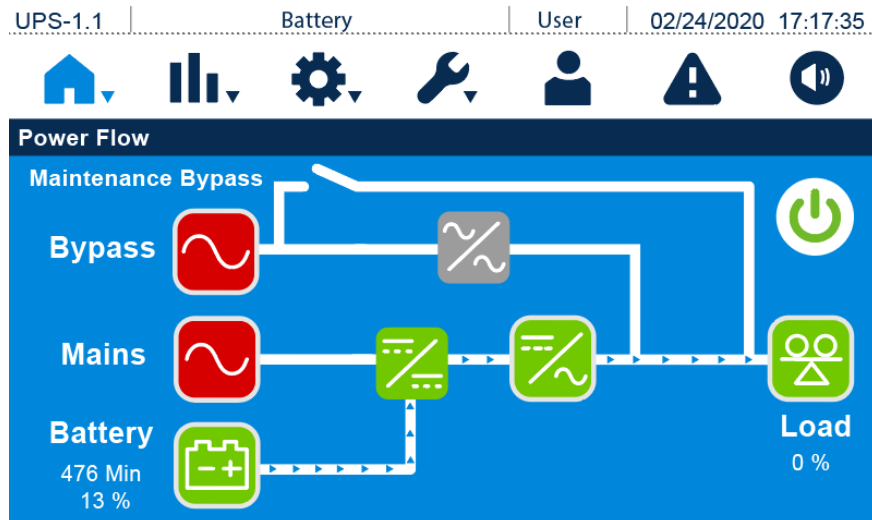 UPS-1.1 Battery User 02/24/2020 17:17:35
Power Flow
Maintenance Bypass
Bypass
Mains
Battery
476 Min
13 %
Load
0 %